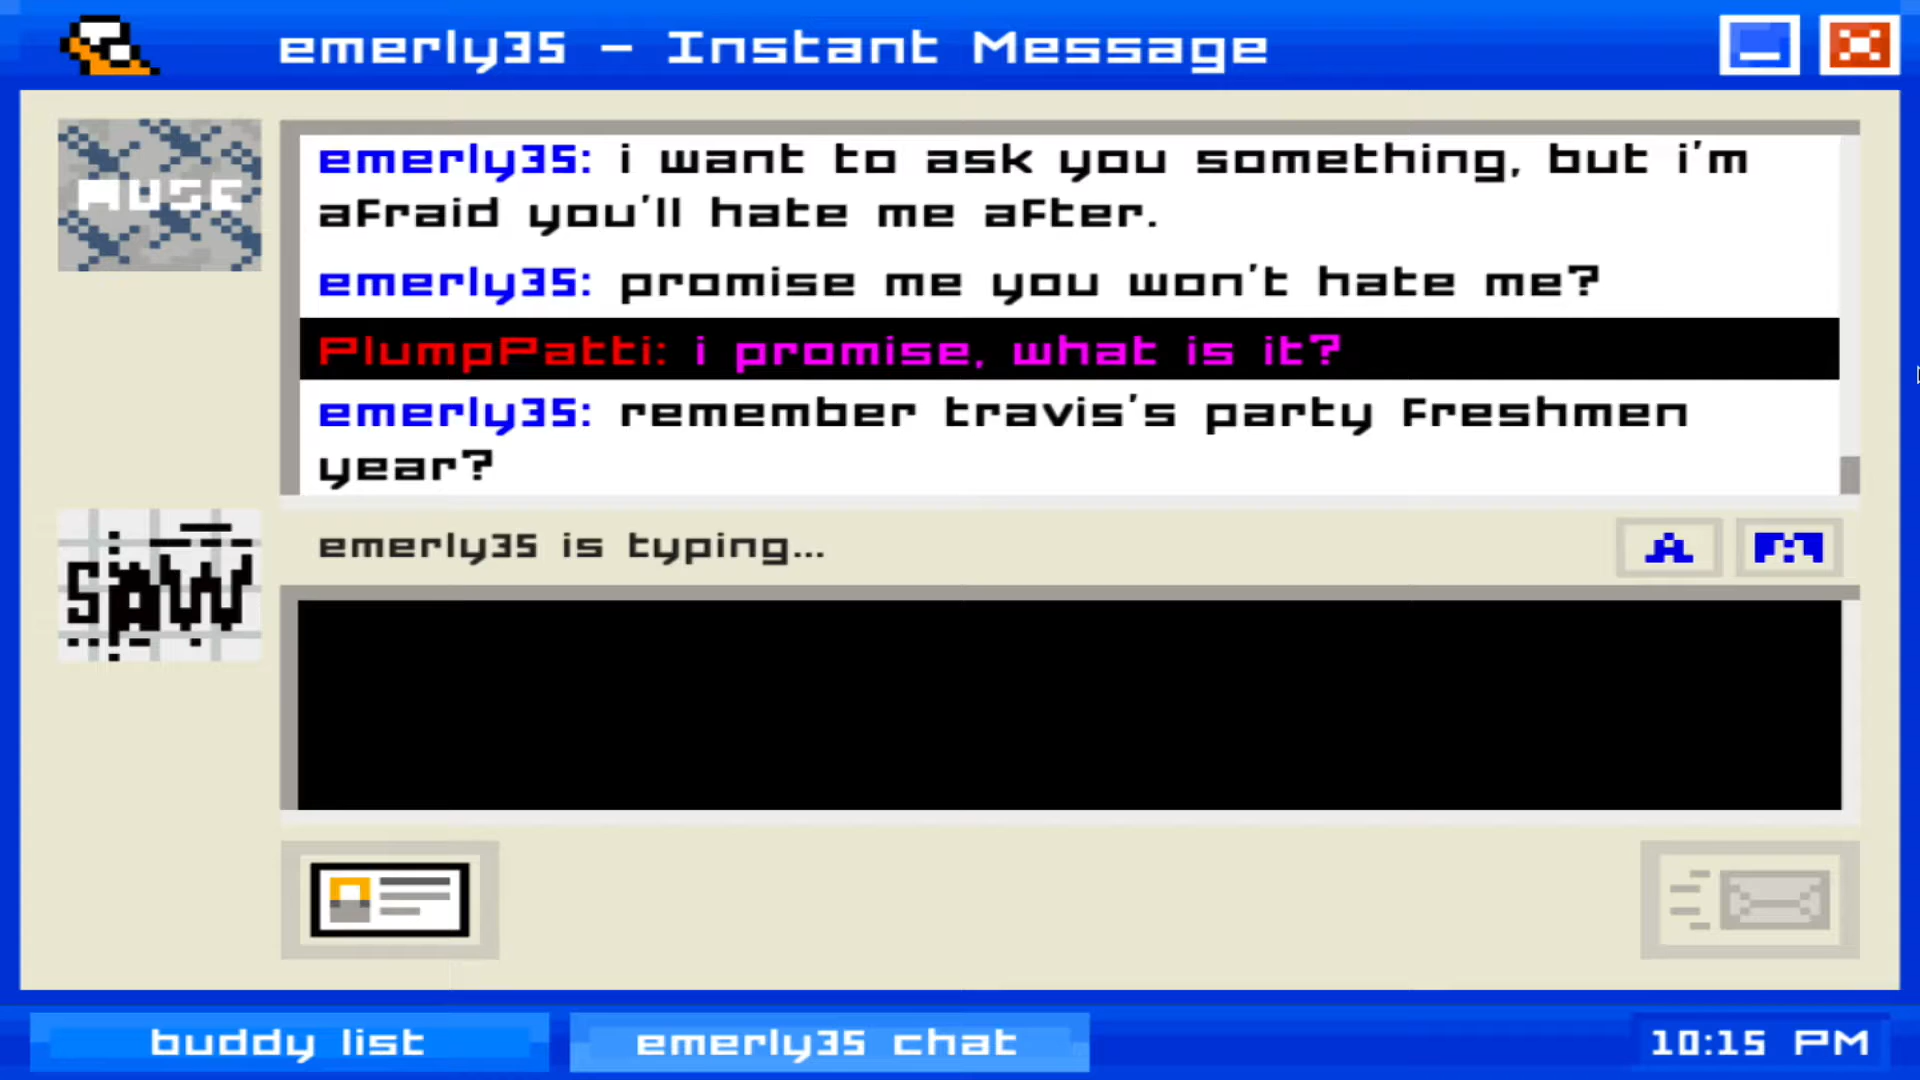 emerly35 - Instant Message
MUSE
emerly35: i want to ask you something, but i'm
afraid you'll hate me after.
emerly35: promise me you won't hate me?
PlumpPatti: i promise, what is it?
emerly35: remember travis's party freshmen
year?
SAW
emerly35 is typing...
A
buddy list
emerly35 chat
10:15 PM